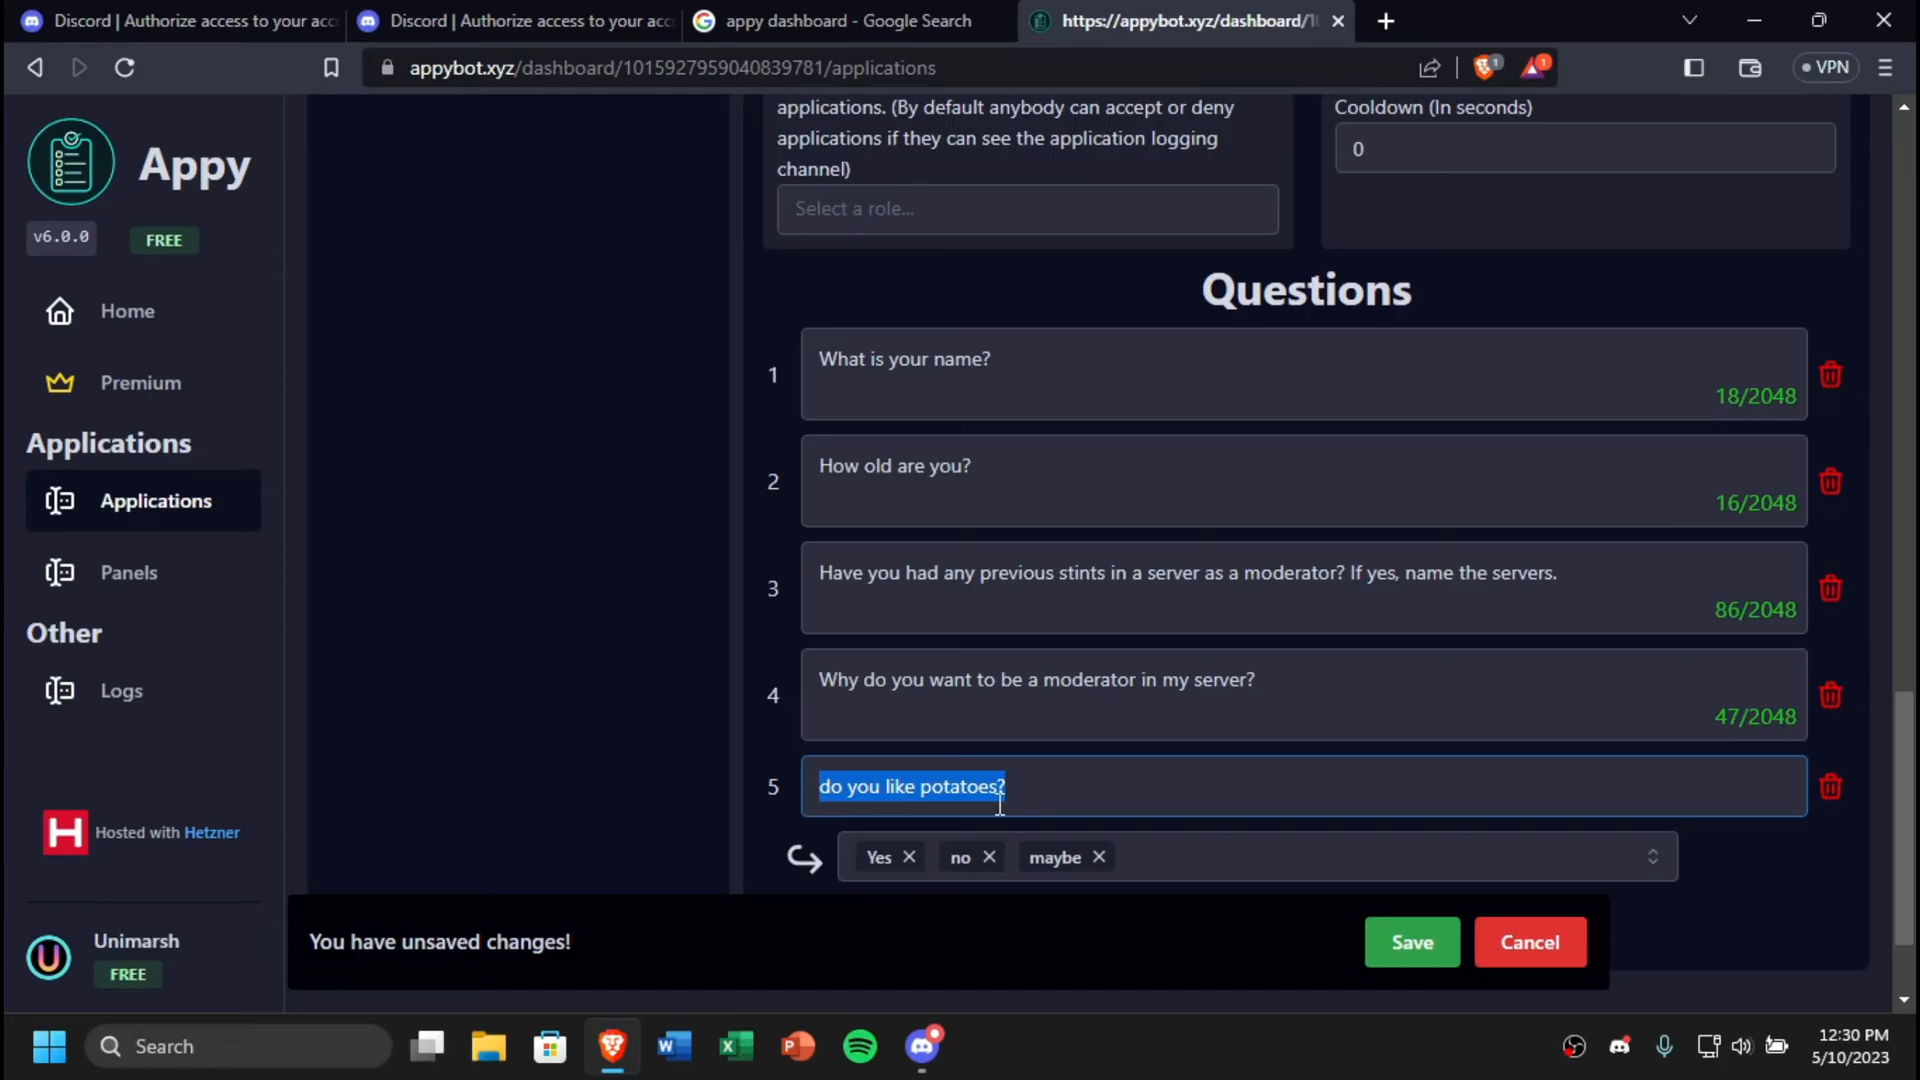 Discord | Authorize access to your acc
Discord | Authorize access to your acc
appy dashboard - Google Search
https://appybot.xyz/dashboard/10
appybot.xyz/dashboard/1015927959040839781/applications
1
1
VPN
Appy
v6.0.0
FREE
Home
Premium
Applications
Applications
Panels
Other
Logs
H
Hosted with Hetzner
U
Unimarsh
FREE
applications. (By default anybody can accept or deny
applications if they can see the application logging
channel)
Select a role...
Cooldown (In seconds)
0
Questions
1
What is your name?
18/2048
2
How old are you?
16/2048
3
Have you had any previous stints in a server as a moderator? If yes, name the servers.
86/2048
4
Why do you want to be a moderator in my server?
47/2048
5
do you like potatoes?
Yes
no
maybe
You have unsaved changes!
Save
Cancel
Search
W
X
P
12:30 PM
5/10/2023